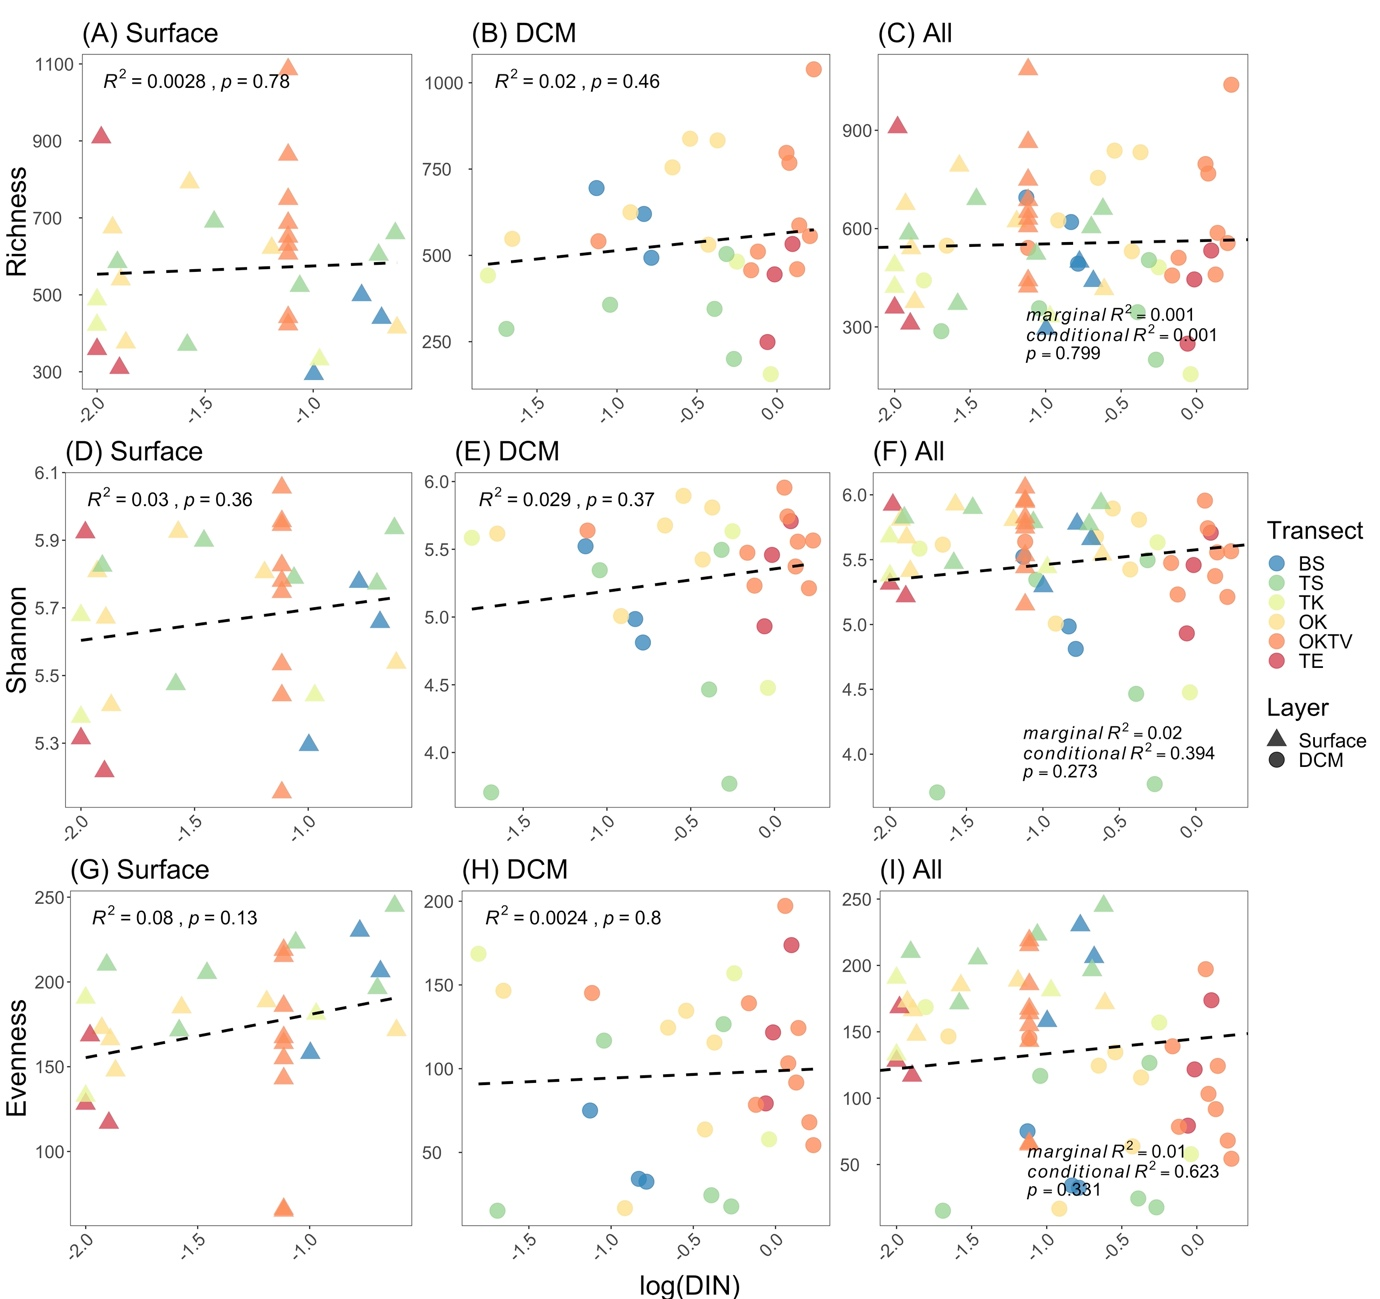 (A) Surface
R² = 0.0028 , p = 0.78
1100
900
700
500
300
-2.0
-1.5
-1.0
Richness
(B) DCM
R² = 0.02 , p = 0.46
1000
750
500
250
-1.5
-1.0
-0.5
0.0
(C) All
900
600
300
marginal R² = 0.001
conditional R² = 0.001
p = 0.799
-2.0
-1.5
-1.0
-0.5
0.0
(D) Surface
R² = 0.03 , p = 0.36
6.1
5.9
5.7
5.5
5.3
-2.0
-1.5
-1.0
Shannon
(E) DCM
R² = 0.029 , p = 0.37
6.0
5.5
5.0
4.5
4.0
-1.5
-1.0
-0.5
0.0
(F) All
6.0
5.5
5.0
4.5
4.0
marginal R² = 0.02
conditional R² = 0.394
p = 0.273
-2.0
-1.5
-1.0
-0.5
0.0
Transect
BS
TS
TK
OK
OKTV
TE
Layer
Surface
DCM
(G) Surface
R² = 0.08 , p = 0.13
250
200
150
100
-2.0
-1.5
-1.0
Evenness
(H) DCM
R² = 0.0024 , p = 0.8
200
150
100
50
-1.5
-1.0
-0.5
0.0
(I) All
250
200
150
100
50
marginal R² = 0.01
conditional R² = 0.623
p = 0.331
-2.0
-1.5
-1.0
-0.5
0.0
log(DIN)